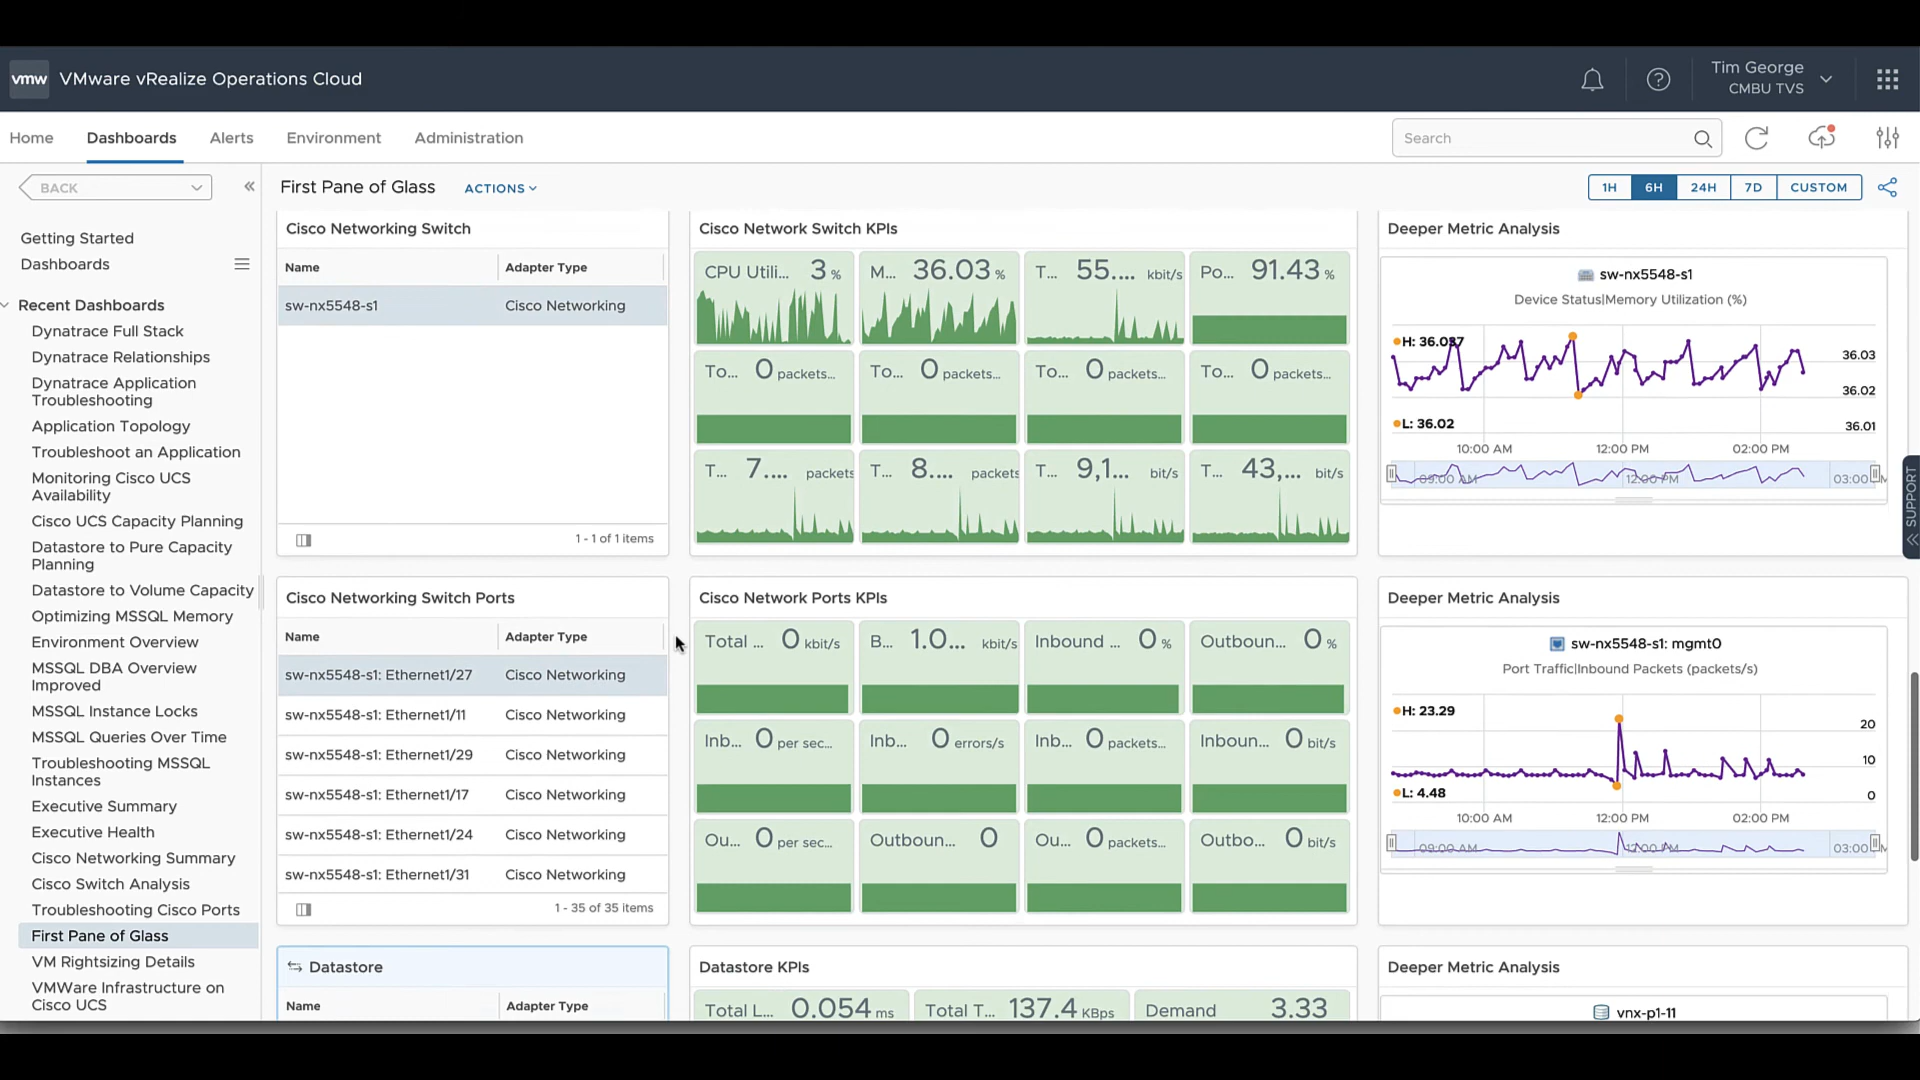 vmw VMware vRealize Operations Cloud
Tim George
CMBU TVS
Home Dashboards Alerts Environment Administration
Search
BACK
First Pane of Glass ACTIONS
1H 6H 24H 7D CUSTOM
Getting Started
Dashboards
Recent Dashboards
Dynatrace Full Stack
Dynatrace Relationships
Dynatrace Application
Troubleshooting
Application Topology
Troubleshoot an Application
Monitoring Cisco UCS
Availability
Cisco UCS Capacity Planning
Datastore to Pure Capacity
Planning
Datastore to Volume Capacity
Optimizing MSSQL Memory
Environment Overview
MSSQL DBA Overview
Improved
MSSQL Instance Locks
MSSQL Queries Over Time
Troubleshooting MSSQL
Instances
Executive Summary
Executive Health
Cisco Networking Summary
Cisco Switch Analysis
Troubleshooting Cisco Ports
First Pane of Glass
VM Rightsizing Details
VMWare Infrastructure on
Cisco UCS
Cisco Networking Switch
Name Adapter Type
sw-nx5548-s1 Cisco Networking
1 - 1 of 1 items
Cisco Network Switch KPIs
CPU Utili... 3 % M... 36.03 % T... 55.... kbit/s Po... 91.43 %
To... 0 packets... To... 0 packets... To... 0 packets... To... 0 packets...
T... 7.... packets T... 8.... packets T... 9,1... bit/s T... 43,... bit/s
Deeper Metric Analysis
sw-nx5548-s1
Device Status|Memory Utilization (%)
H: 36.037
36.03
36.02
L: 36.02
36.01
10:00 AM 12:00 PM 02:00 PM
09:00 AM 12:00 PM 03:00
SUPPORT
Cisco Networking Switch Ports
Name Adapter Type
sw-nx5548-s1: Ethernet1/27 Cisco Networking
sw-nx5548-s1: Ethernet1/11 Cisco Networking
sw-nx5548-s1: Ethernet1/29 Cisco Networking
sw-nx5548-s1: Ethernet1/17 Cisco Networking
sw-nx5548-s1: Ethernet1/24 Cisco Networking
sw-nx5548-s1: Ethernet1/31 Cisco Networking
1 - 35 of 35 items
Cisco Network Ports KPIs
Total ... 0 kbit/s B... 1.0... kbit/s Inbound ... 0 % Outboun... 0 %
Inb... 0 per sec... Inb... 0 errors/s Inb... 0 packets... Inboun... 0 bit/s
Ou... 0 per sec... Outboun... 0 Ou... 0 packets... Outbo... 0 bit/s
Deeper Metric Analysis
sw-nx5548-s1: mgmt0
Port Traffic|Inbound Packets (packets/s)
H: 23.29
20
10
L: 4.48
0
10:00 AM 12:00 PM 02:00 PM
09:00 AM 12:00 PM 03:00
Datastore
Name Adapter Type
Datastore KPIs
Total L... 0.054 ms Total T... 137.4 KBps Demand 3.33
Deeper Metric Analysis
vnx-p1-11